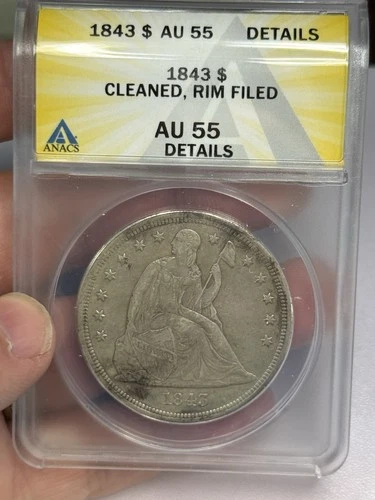 1843 $ AU 55 DETAILS
1843 $
CLEANED, RIM FILED
AU 55
DETAILS
ANACS
1843